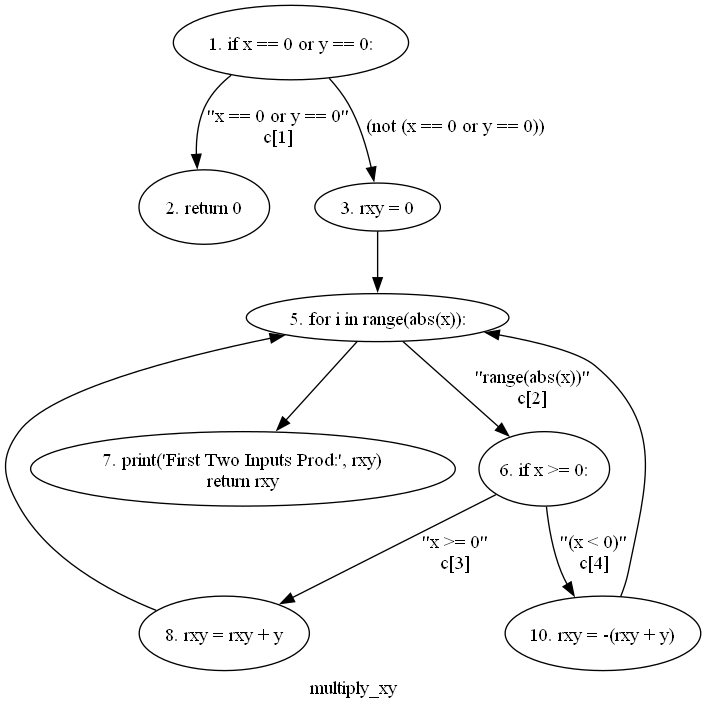 1. if x == 0 or y == 0:
"x == 0 or y == 0"
c[1]
(not (x == 0 or y == 0))
2. return 0
3. rxy = 0
5. for i in range(abs(x)):
"range(abs(x))"
c[2]
7. print('First Two Inputs Prod:', rxy)
return rxy
6. if x >= 0:
"x >= 0"
c[3]
"(x < 0)"
c[4]
8. rxy = rxy + y
10. rxy = -(rxy + y)
multiply_xy